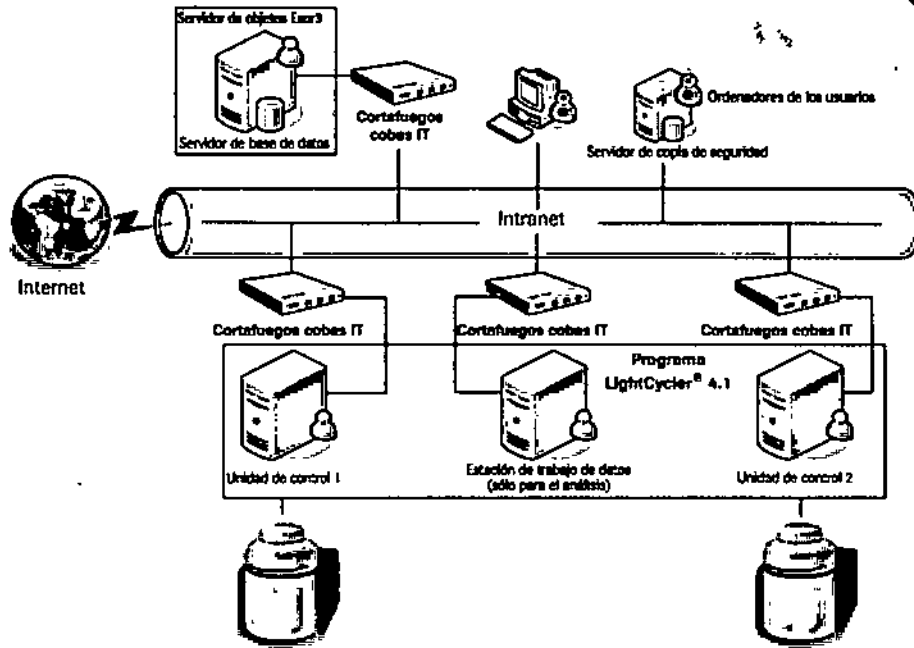 Servidor de objetos Exor3
Servidor de base de datos
Cortafuegos
cobas IT
Ordenadores de los usuarios
Servidor de copia de seguridad
Intranet
Internet
Cortafuegos cobas IT
Cortafuegos cobas IT
Cortafuegos cobas IT
Programa
LightCycler® 4.1
Unidad de control 1
Estación de trabajo de datos
(sólo para el análisis)
Unidad de control 2